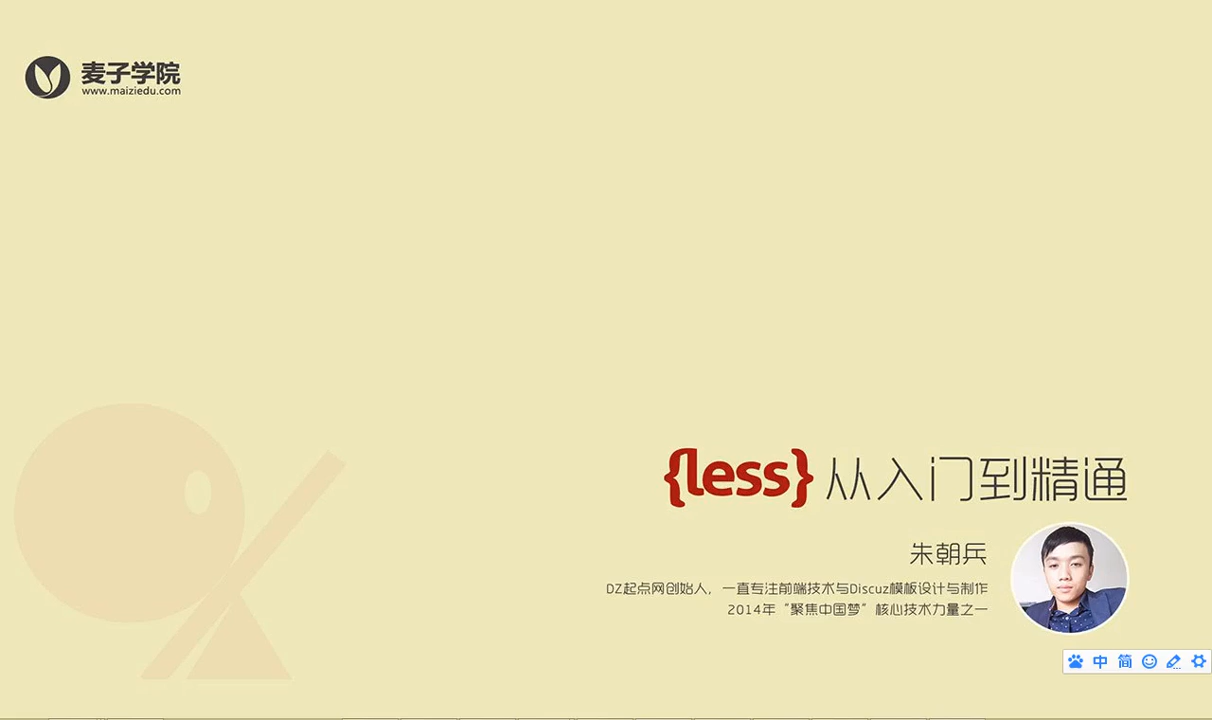 麦子学院
www.maiziedu.com
{less} 从入门到精通
朱朝兵
DZ起点网创始人，一直专注前端技术与Discuz模板设计与制作
2014年“聚焦中国梦”核心技术力量之一
中 简